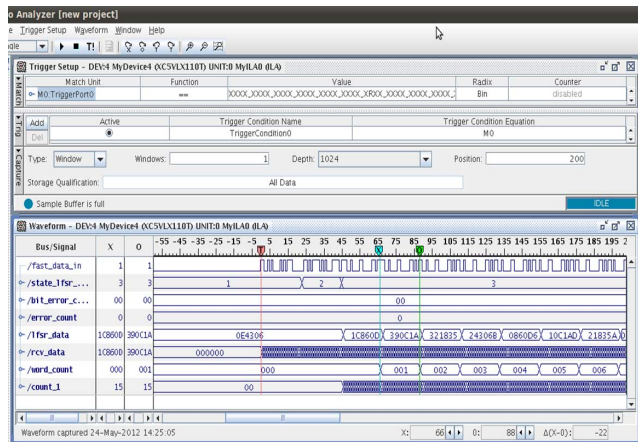 o Analyzer [new project]
e Trigger Setup Waveform Window Help
gle T!
Trigger Setup - DEV:4 MyDevice4 (XC5VLX110T) UNIT:0 MyILA0 (ILA)
Match
Match Unit Function Value Radix Counter
M0:TriggerPort0 == Bin disabled
Trig
Add Active Trigger Condition Name Trigger Condition Equation
Del TriggerCondition0 M0
Capture
Type: Window Windows: 1 Depth: 1024 Position: 200
Storage Qualification: All Data
Sample Buffer is full IDLE
Waveform - DEV:4 MyDevice4 (XC5VLX110T) UNIT:0 MyILA0 (ILA)
Bus/Signal X O -55 -45 -35 -25 -15 -5 5 15 25 35 45 55 65 75 85 95 105 115 125 135 145 155 165 175 185 195 2
/fast_data_in 1 1
/state_lfsr_... 3 3 1 2 3
/bit_error_c... 00 00 00
/error_count 0 0 0
/lfsr_data 1C860D 390C1A 0E4306 1C860D 390C1A 321835 24306B 0860D6 10C1AD 21835A 0
/rcv_data 1C860D 390C1A 000000
/word_count 000 001 000 001 002 003 004 005 006
/count_1 15 15 00
Waveform captured 24-May-2012 14:25:05 X: 66 O: 88 Δ(X-O): -22